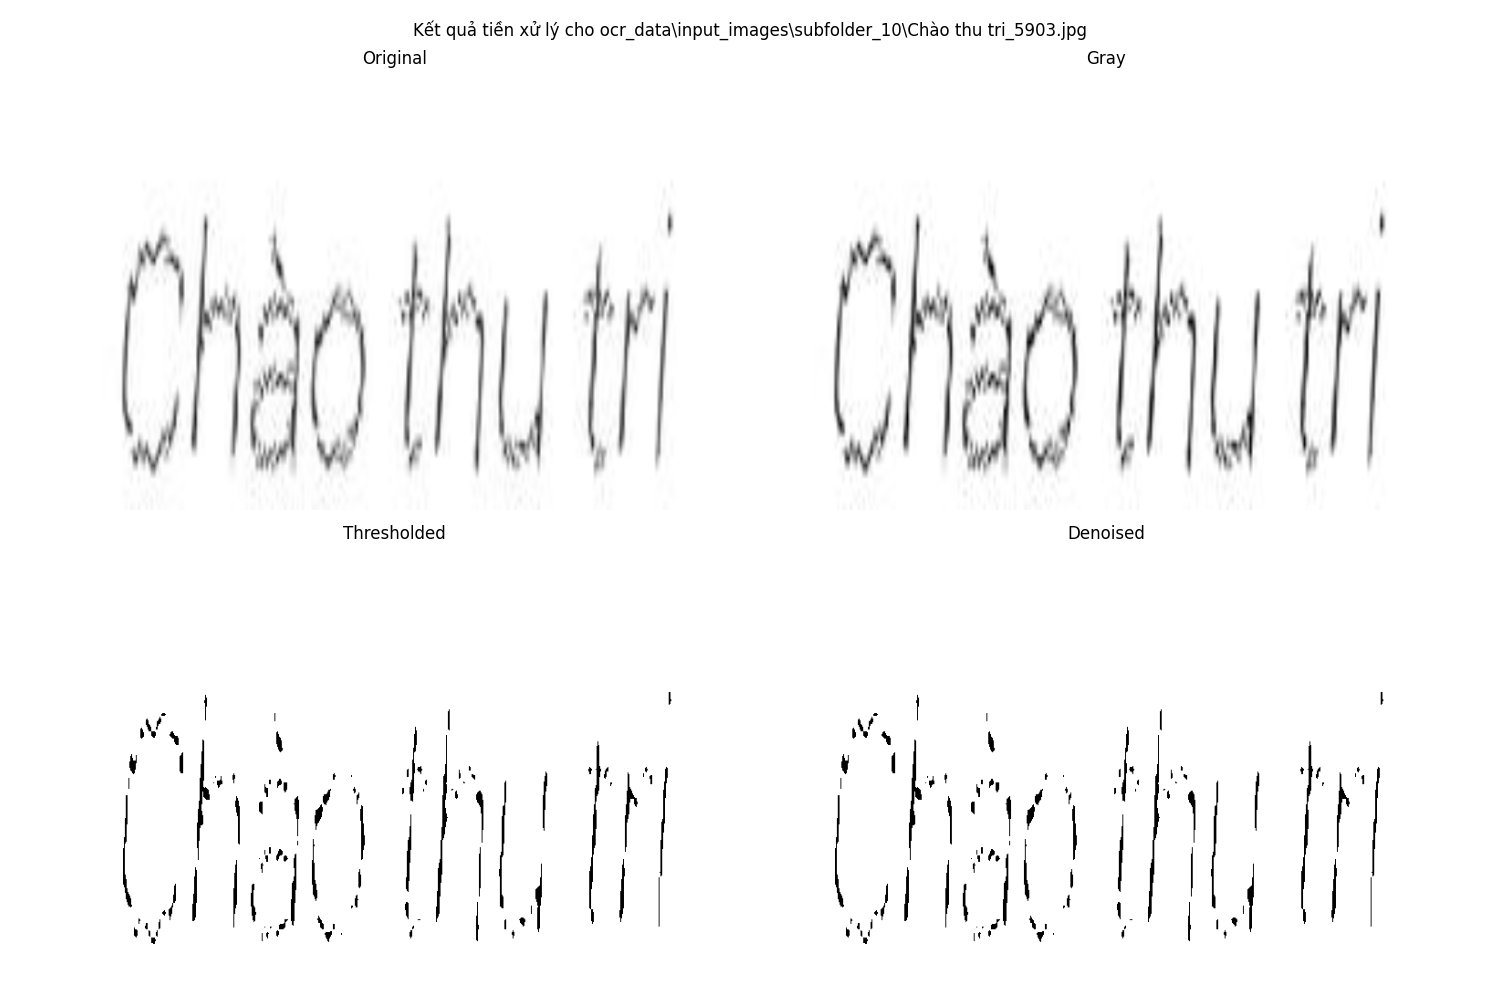 Kết quả tiền xử lý cho ocr_data\input_images\subfolder_10\Chào thu tri_5903.jpg
Original
Gray
Chào thu tri
Chào thu tri
Thresholded
Denoised
Chào thu tri
Chào thu tri